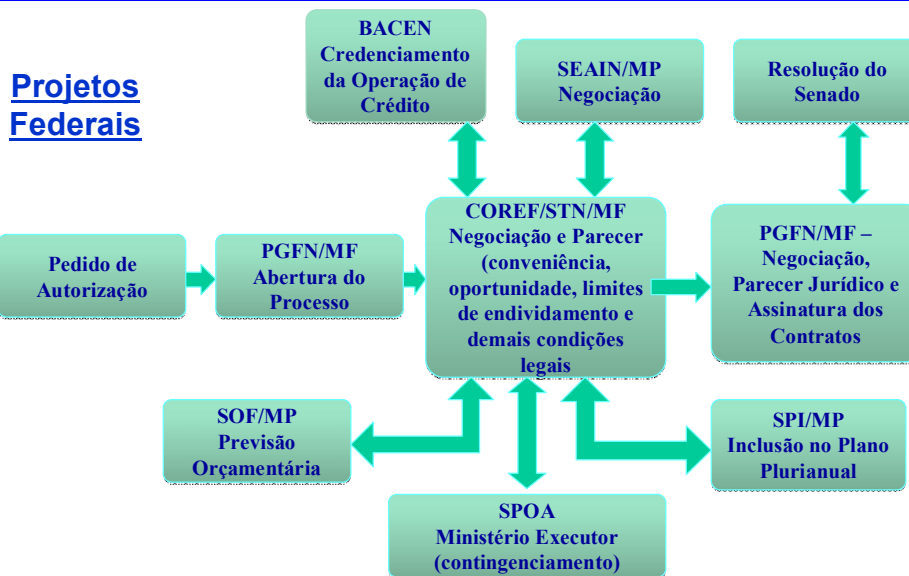 Projetos
Federais
BACEN
Credenciamento
da Operação de
Crédito
SEAIN/MP
Negociação
Resolução do
Senado
Pedido de
Autorização
PGFN/MF
Abertura do
Processo
COREF/STN/MF
Negociação e Parecer
(conveniência,
oportunidade, limites
de endividamento e
demais condições
legais
PGFN/MF –
Negociação,
Parecer Jurídico e
Assinatura dos
Contratos
SOF/MP
Previsão
Orçamentária
SPOA
Ministério Executor
(contingenciamento)
SPI/MP
Inclusão no Plano
Plurianual